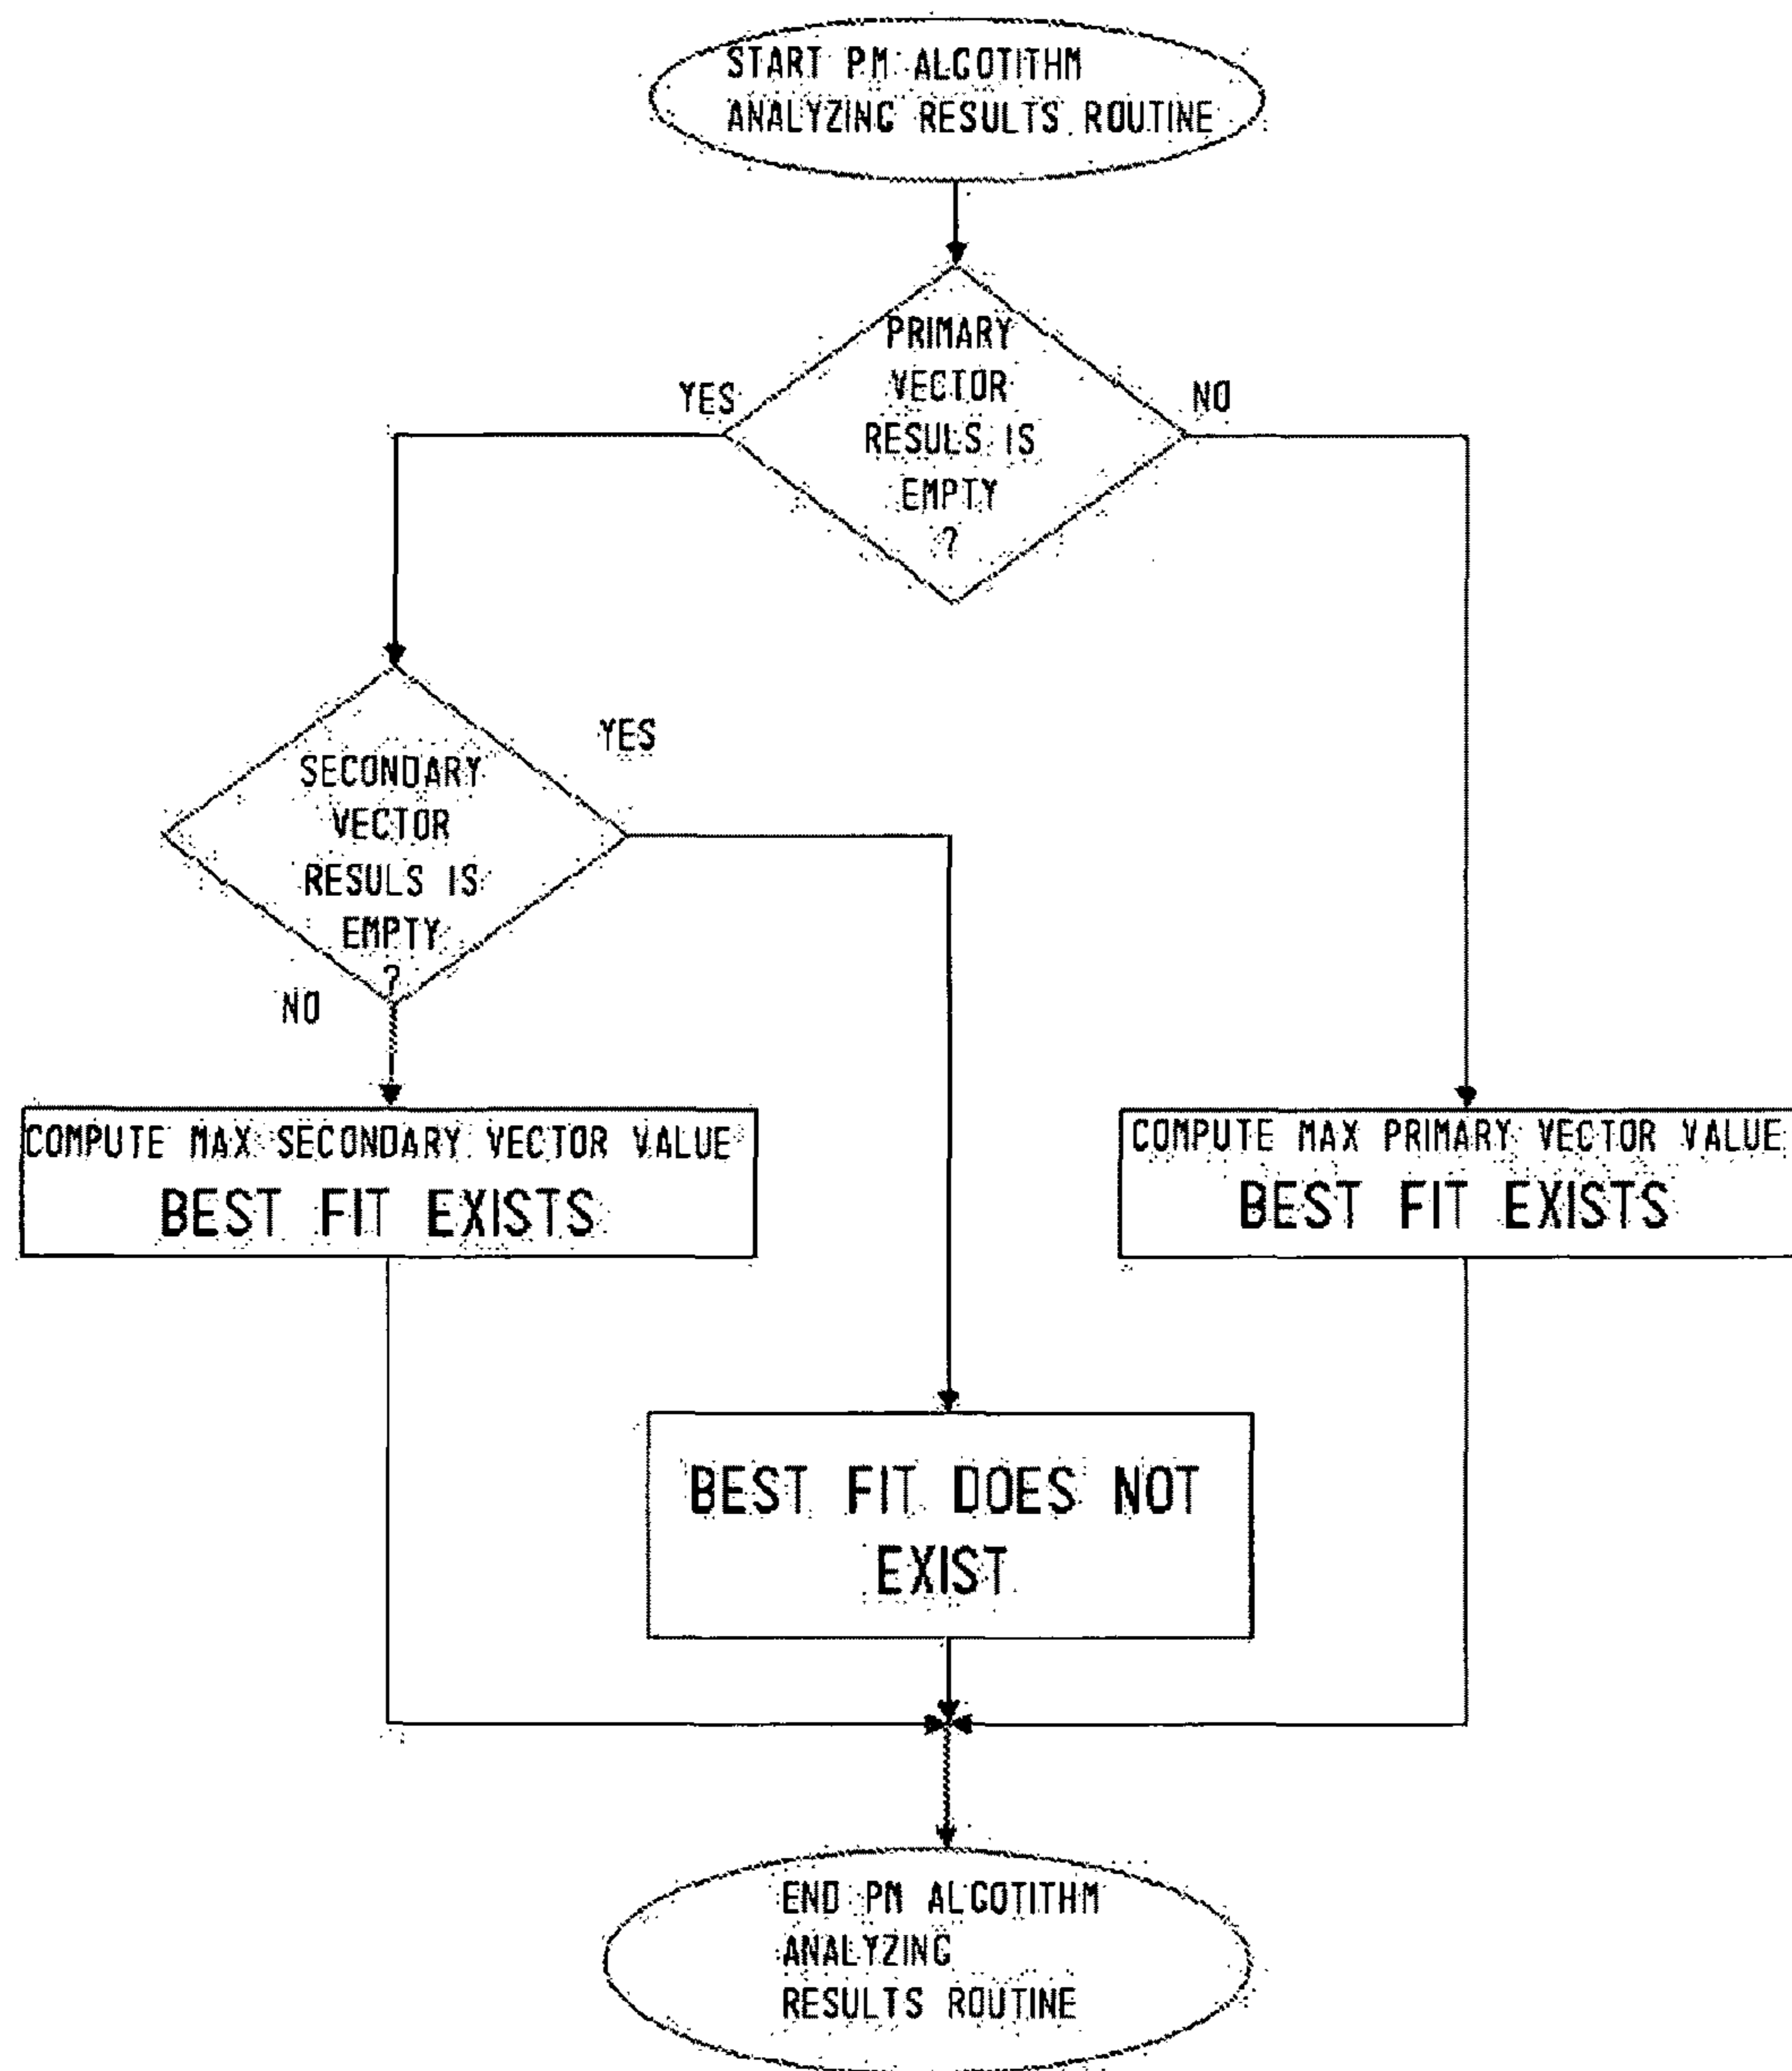 START PM ALGOTITHM
ANALYZING RESULTS ROUTINE
PRIMARY
VECTOR
RESULS IS
EMPTY
?
YES
NO
SECONDARY
VECTOR
RESULS IS
EMPTY
?
YES
NO
COMPUTE MAX SECONDARY VECTOR VALUE
BEST FIT EXISTS
COMPUTE MAX PRIMARY VECTOR VALUE
BEST FIT EXISTS
BEST FIT DOES NOT
EXIST
END PM ALGOTITHM
ANALYZING
RESULTS ROUTINE